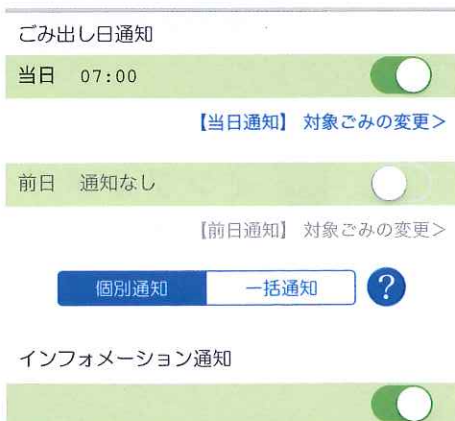 ごみ出し日通知
当日 07:00
【当日通知】 対象ごみの変更＞
前日 通知なし
【前日通知】 対象ごみの変更＞
個別通知 一括通知 ?
インフォメーション通知